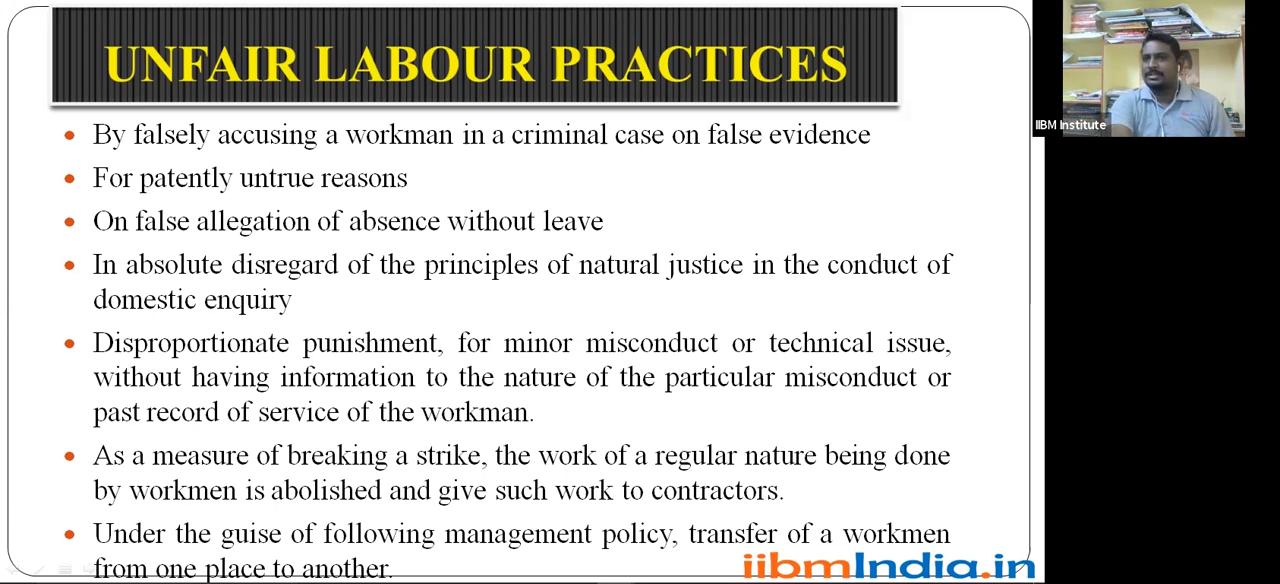 UNFAIR LABOUR PRACTICES
• By falsely accusing a workman in a criminal case on false evidence
• For patently untrue reasons
• On false allegation of absence without leave
• In absolute disregard of the principles of natural justice in the conduct of
domestic enquiry
• Disproportionate punishment, for minor misconduct or technical issue,
without having information to the nature of the particular misconduct or
past record of service of the workman.
• As a measure of breaking a strike, the work of a regular nature being done
by workmen is abolished and give such work to contractors.
• Under the guise of following management policy, transfer of a workmen
from one place to another.
iibmIndia.in
IIBM Institute